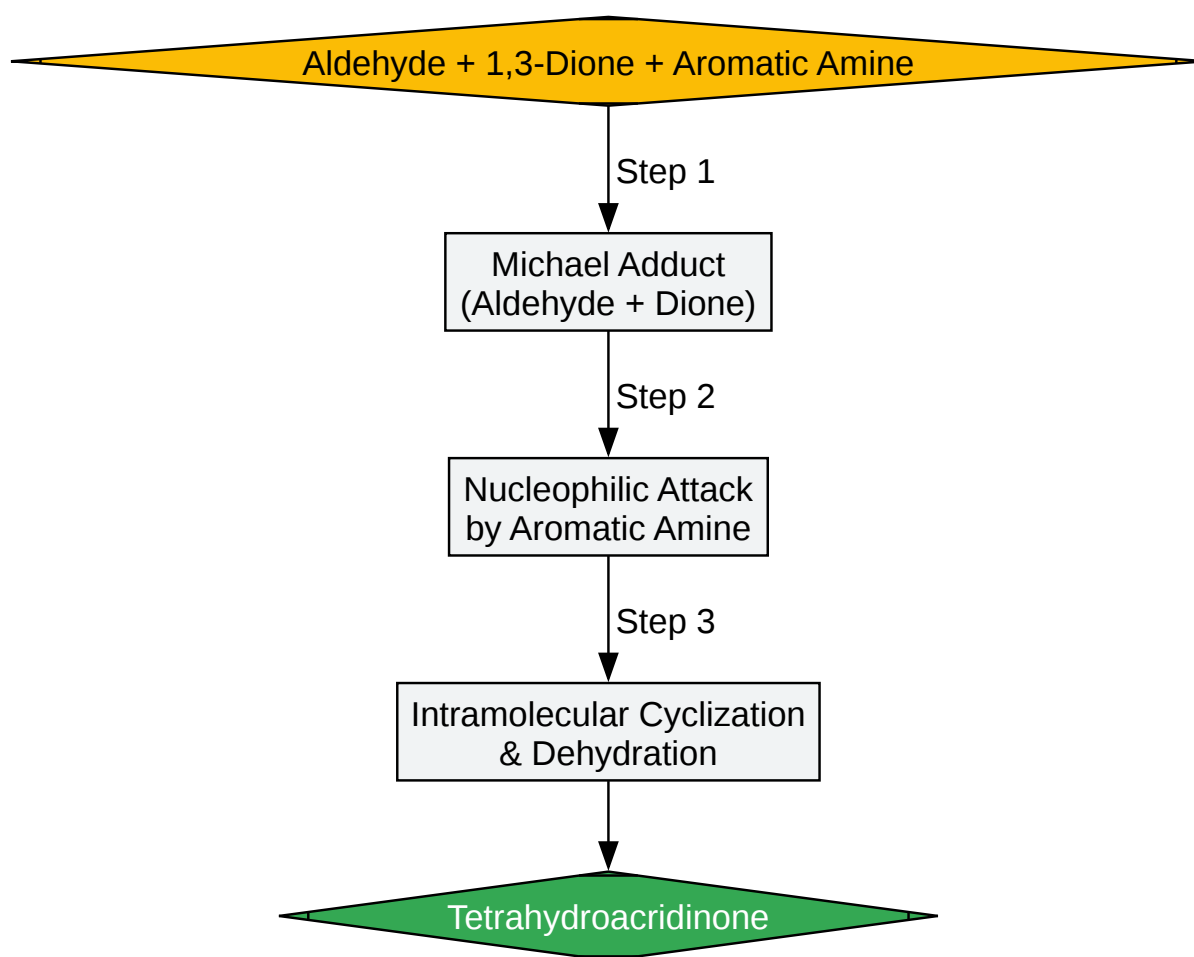 Aldehyde + 1,3-Dione + Aromatic Amine
Step 1
Michael Adduct
(Aldehyde + Dione)
Step 2
Nucleophilic Attack
by Aromatic Amine
Step 3
Intramolecular Cyclization
& Dehydration
Tetrahydroacridinone